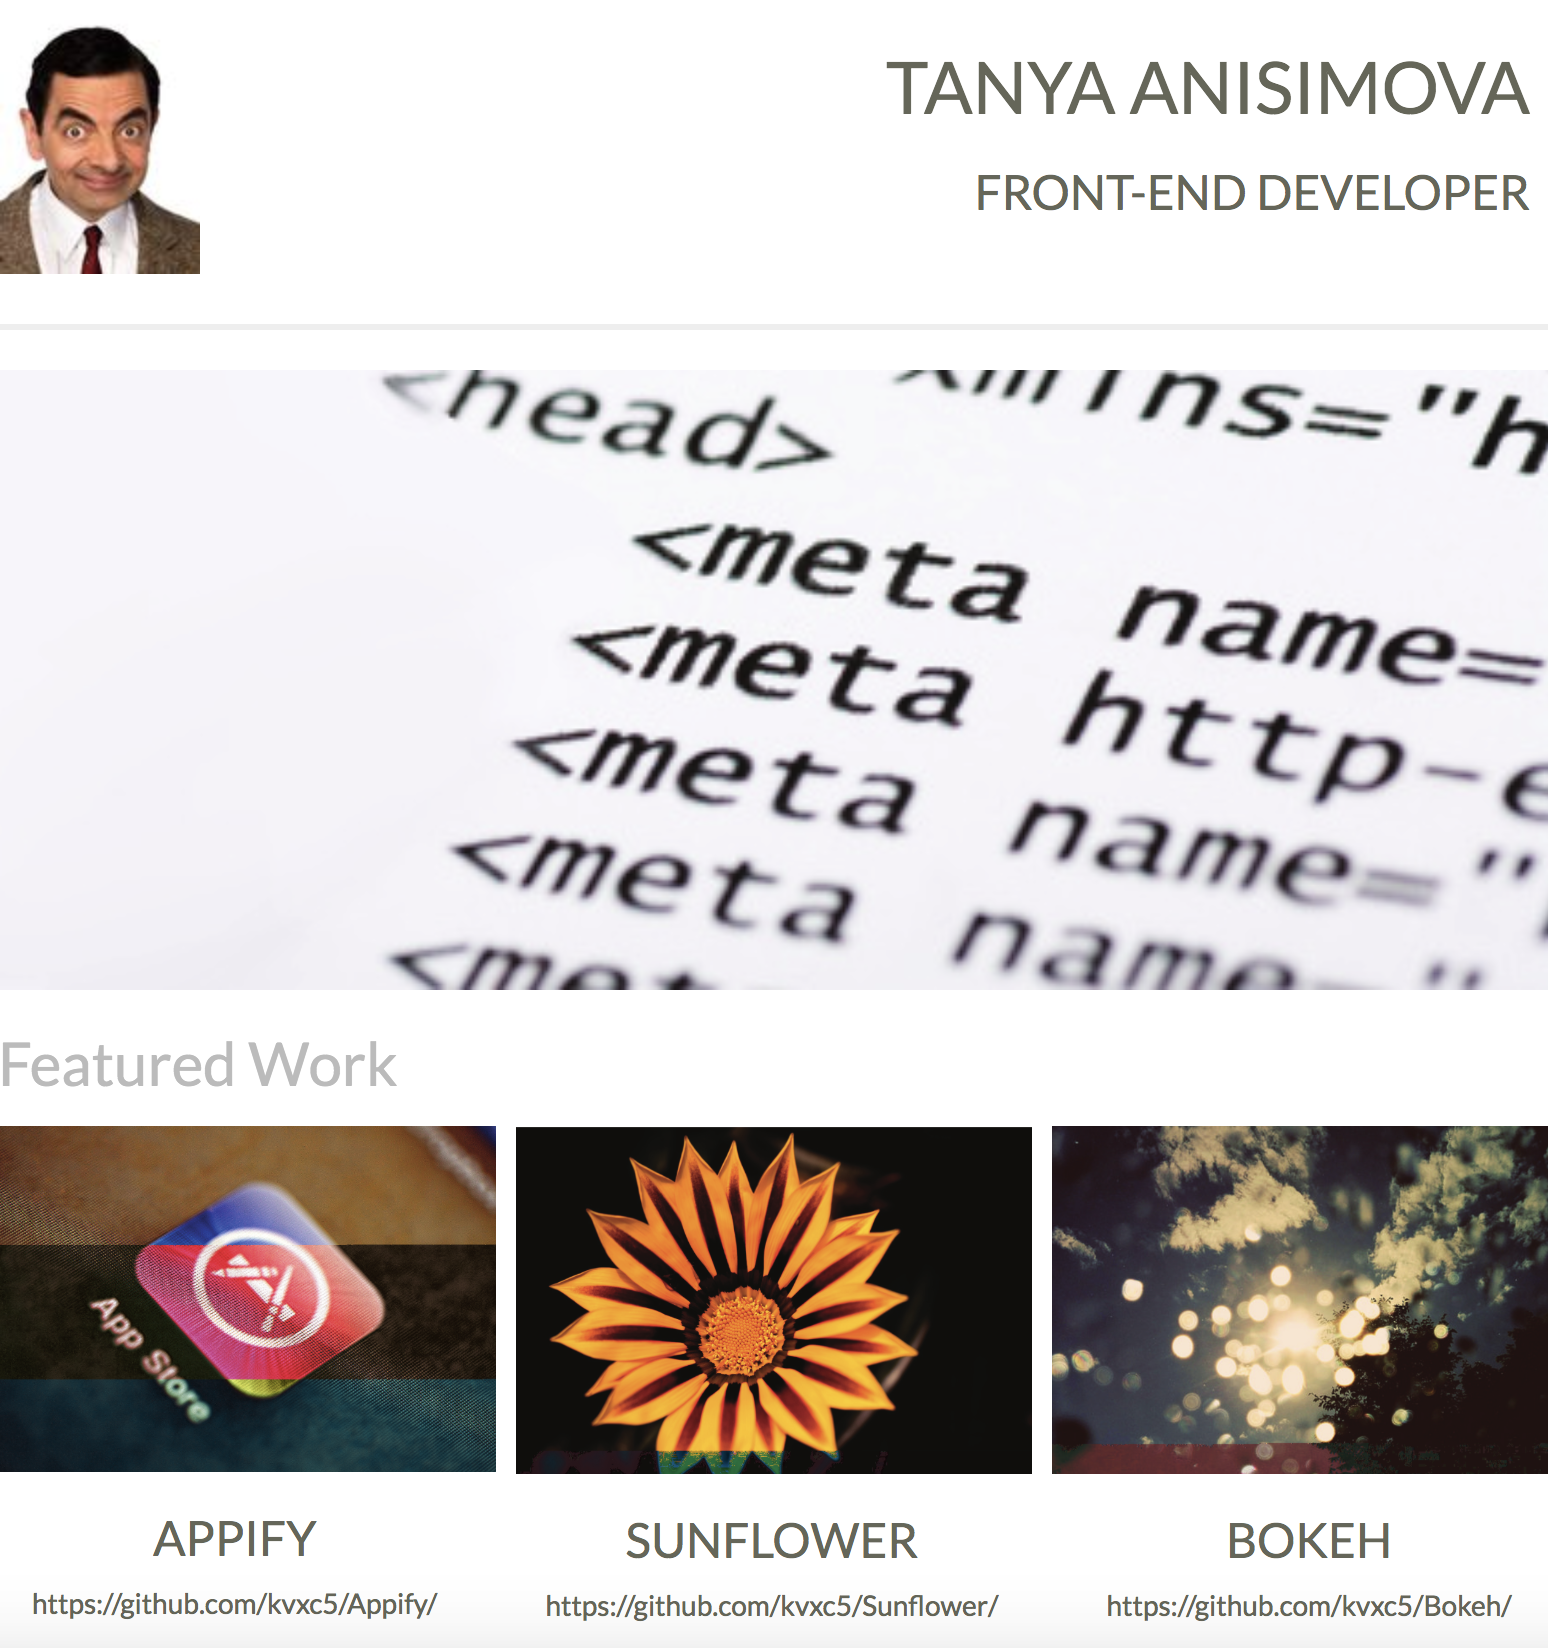 TANYA ANISIMOVA
FRONT-END DEVELOPER
<head>
xmlns="h
<meta name=
<meta http-e
<meta name="
<meta name="
<met
Featured Work
App Store
APPIFY
SUNFLOWER
BOKEH
https://github.com/kvxc5/Appify/
https://github.com/kvxc5/Sunflower/
https://github.com/kvxc5/Bokeh/